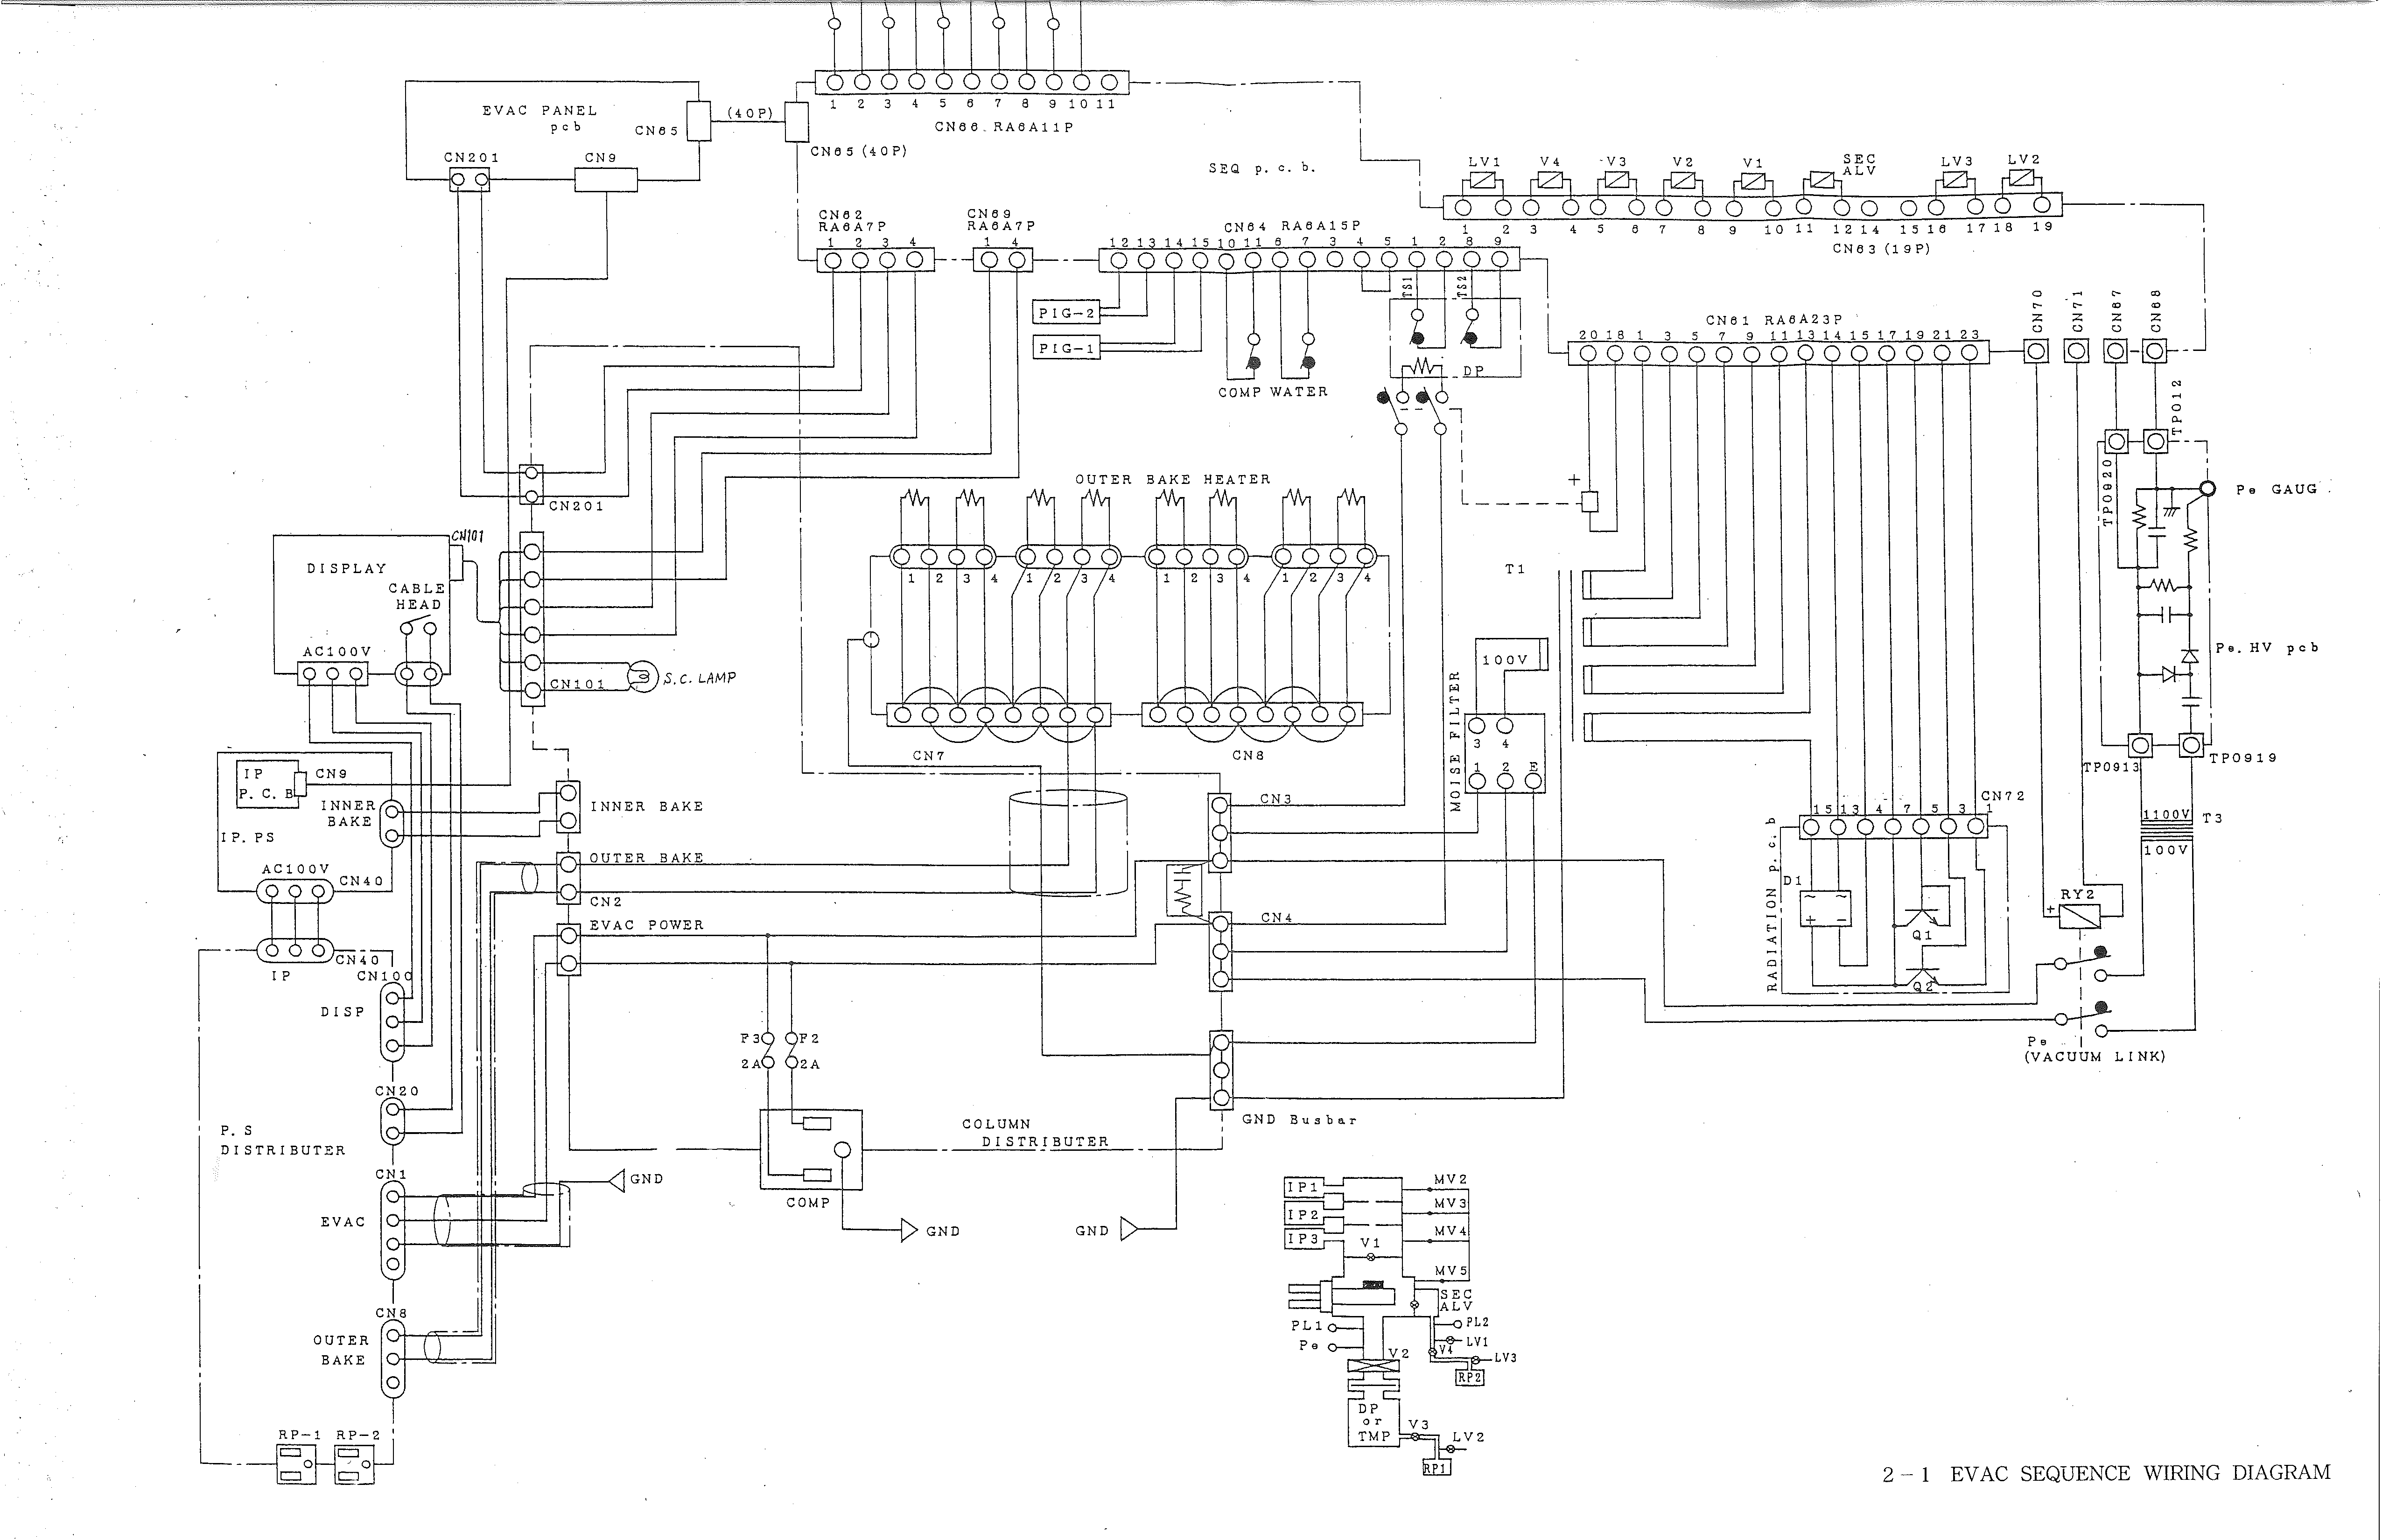 1 2 3 4 5 6 7 8 9 10 11
CN66. RA6A11P
EVAC PANEL
pcb
CN65
(40P)
CN65 (40P)
CN201
CN9
SEQ p. c. b.
LV1 V4 V3 V2 V1 SEC ALV LV3 LV2
1 2 3 4 5 6 7 8 9 10 11 12 14 15 16 17 18 19
CN63 (19P)
CN62
RA6A7P
1 2 3 4
CN69
RA6A7P
1 4
CN64 RA6A15P
12 13 14 15 10 11 6 7 3 4 5 1 2 8 9
PIG-2
PIG-1
COMP WATER
TS1
TS2
DP
CN61 RA6A23P
20 18 1 3 5 7 9 11 13 14 15 17 19 21 23
CN70
CN71
CN67
CN68
TP012
TP0920
Pe GAUG
Pe. HV pcb
TP0913
TP0919
1100V
T3
100V
CN201
OUTER BAKE HEATER
1 2 3 4
1 2 3 4
1 2 3 4
1 2 3 4
CN7
CN8
+
T1
100V
NOISE FILTER
3 4
1 2 E
CN101
DISPLAY
CABLE
HEAD
AC100V
CN101
S.C. LAMP
IP
P. C. B
CN9
INNER
BAKE
IP. PS
AC100V
CN40
CN40
IP
CN100
DISP
CN20
P. S
DISTRIBUTER
CN1
EVAC
CN8
OUTER
BAKE
RP-1 RP-2
INNER BAKE
OUTER BAKE
CN2
EVAC POWER
CN3
CN4
F3
2A
F2
2A
COMP
COLUMN
DISTRIBUTER
GND Busbar
GND
GND
GND
CN72
15 13 4 7 5 3 1
RADIATION p. c. b
D1
~ ~
+ −
Q1
Q2
RY2
+
Pe
(VACUUM LINK)
IP1
IP2
IP3
V1
MV2
MV3
MV4
MV5
SEC
ALV
PL1
Pe
PL2
LV1
V4
LV3
RP2
V2
DP
or
TMP
V3
LV2
RP1
2－1 EVAC SEQUENCE WIRING DIAGRAM